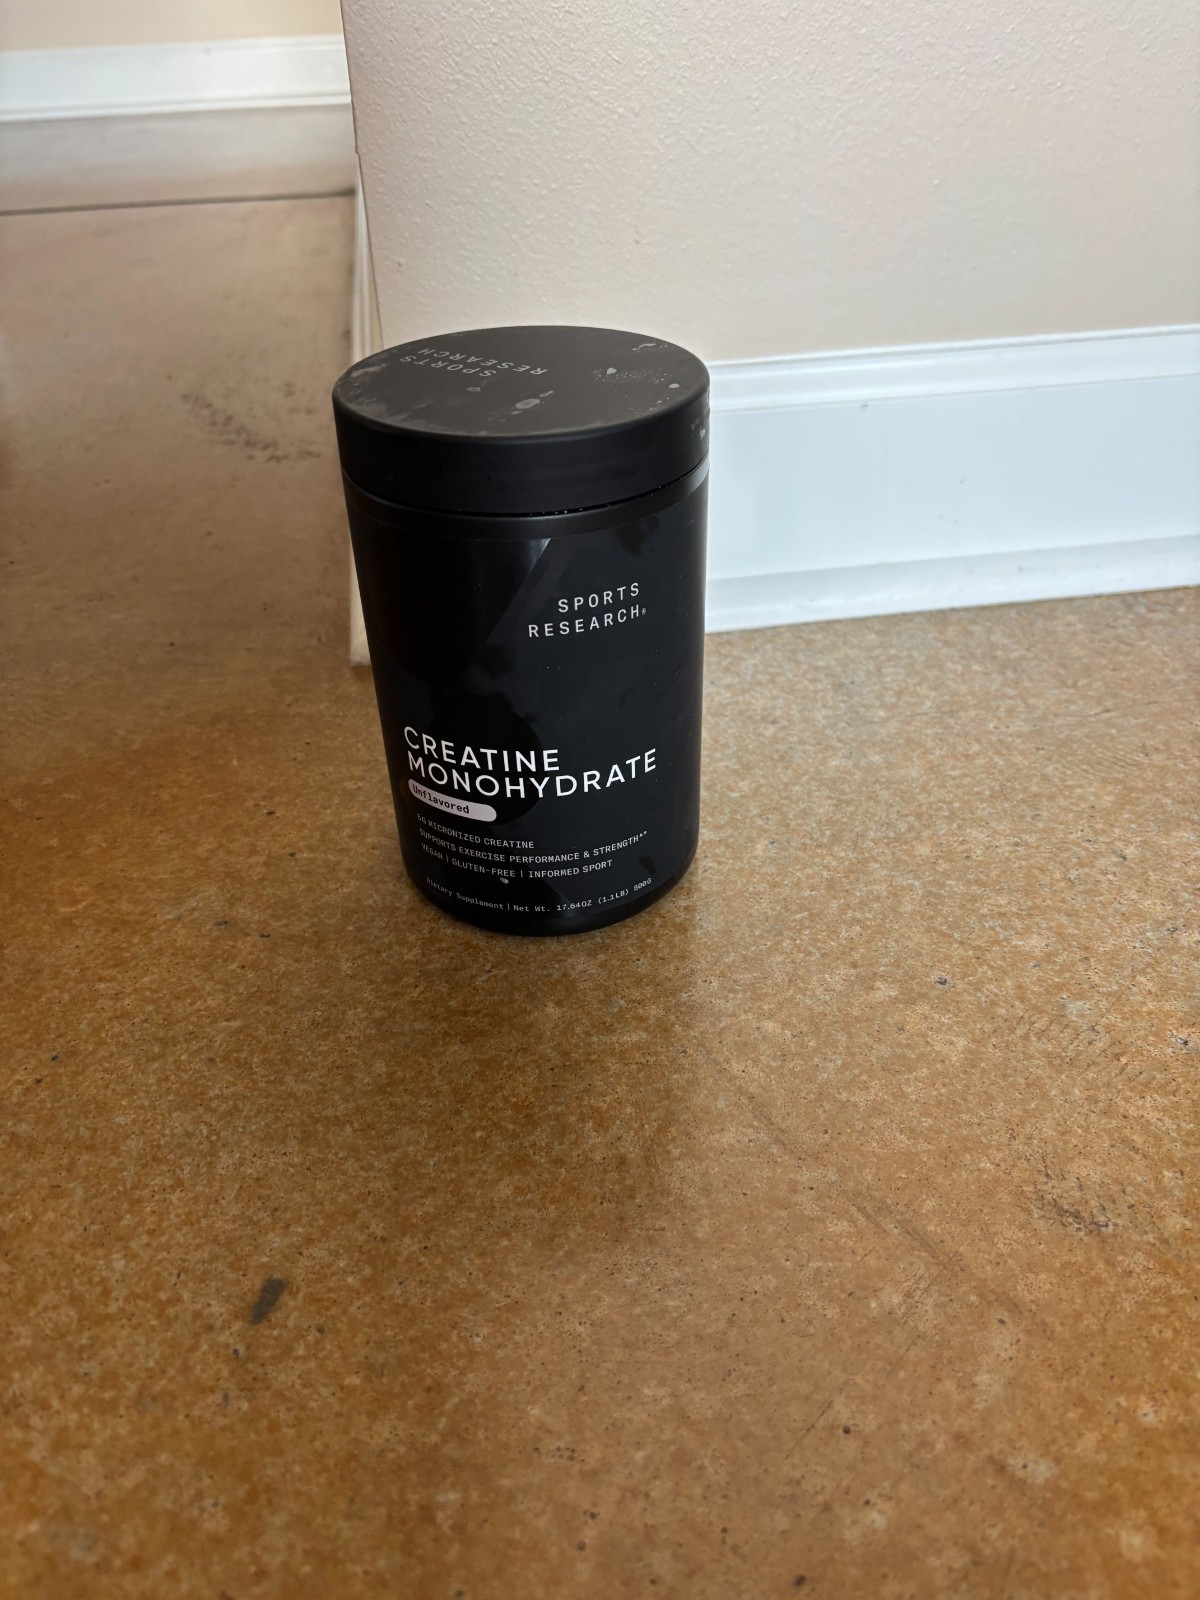 SPORTS
RESEARCH
SPORTS
RESEARCH®
CREATINE
MONOHYDRATE
Unflavored
5G MICRONIZED CREATINE
SUPPORTS EXERCISE PERFORMANCE & STRENGTH**
VEGAN | GLUTEN-FREE | INFORMED SPORT
Dietary Supplement | Net Wt. 17.64OZ (1.1LB) 500G